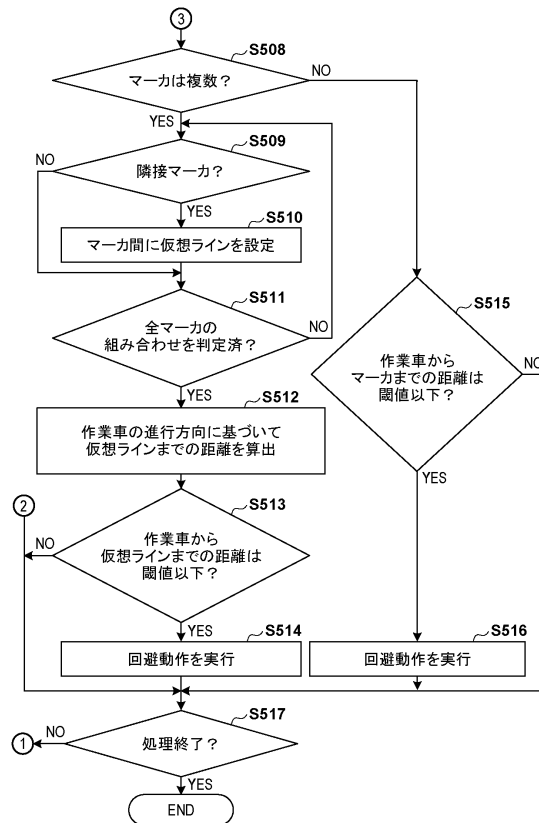 3
S508
マーカは複数?
NO
YES
S509
NO
隣接マーカ?
YES
S510
マーカ間に仮想ラインを設定
S511
全マーカの
組み合わせを判定済?
NO
YES
S512
作業車の進行方向に基づいて
仮想ラインまでの距離を算出
S515
作業車から
マーカまでの距離は
閾値以下?
NO
YES
2
S513
作業車から
仮想ラインまでの距離は
閾値以下?
NO
YES
S514
回避動作を実行
S516
回避動作を実行
S517
1
NO
処理終了?
YES
END